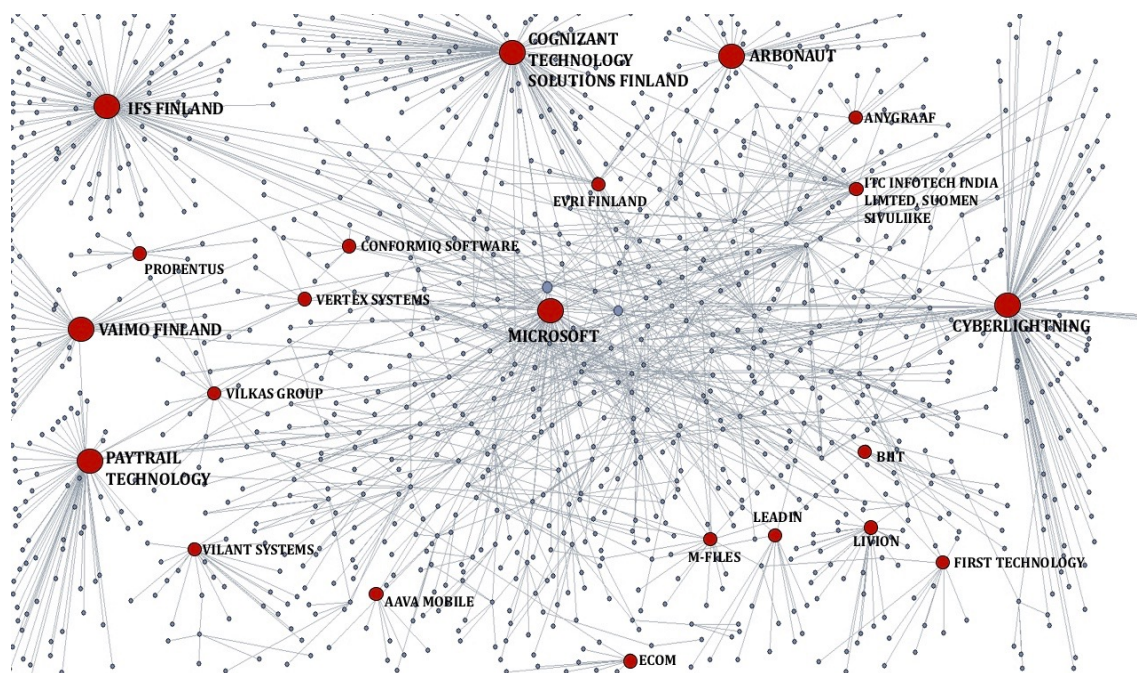 COGNIZANT
TECHNOLOGY
SOLUTIONS FINLAND
ARBONAUT
IFS FINLAND
ANYGRAAF
ITC INFOTECH INDIA
LIMTED, SUOMEN
SIVULIIKE
EVRI FINLAND
CONFORMIQ SOFTWARE
PROPENTUS
VERTEX SYSTEMS
VAIMO FINLAND
MICROSOFT
CYBERLIGHTNING
VILKAS GROUP
PAYTRAIL
TECHNOLOGY
BHT
LEADIN
LIVION
VILANT SYSTEMS
M-FILES
FIRST TECHNOLOGY
AAVA MOBILE
ECOM